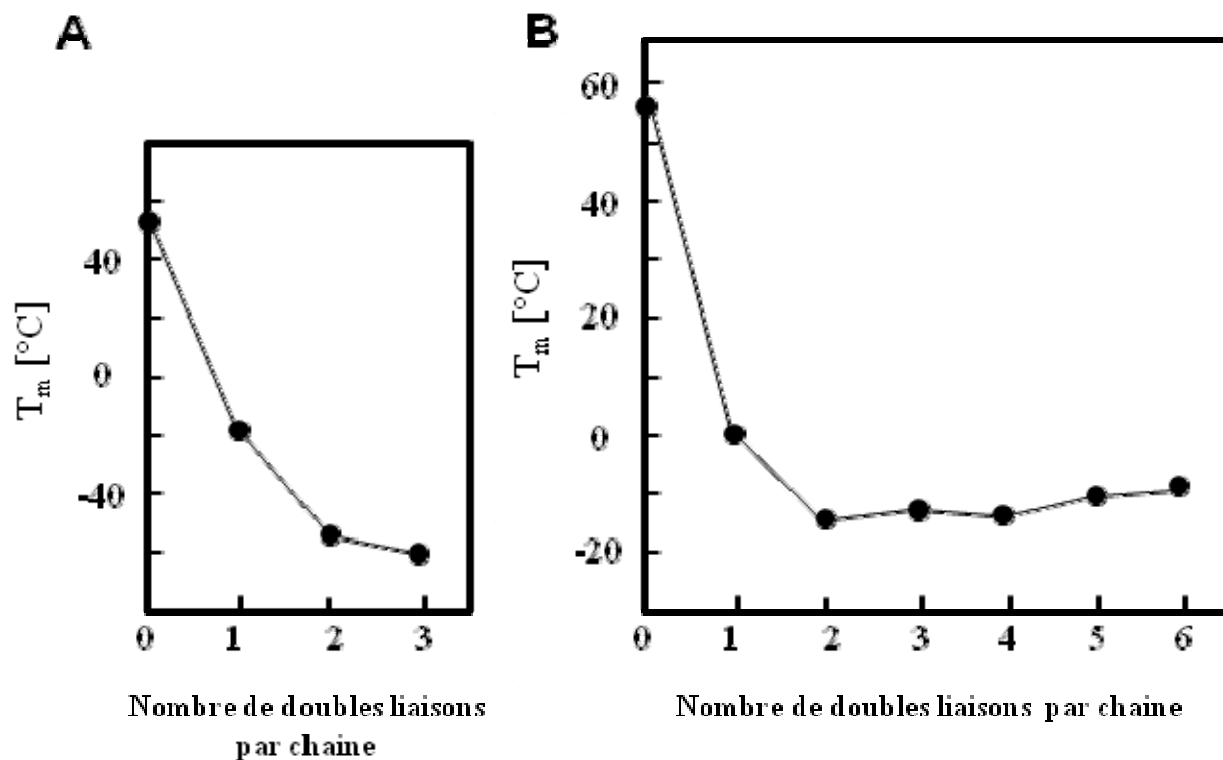 A
T_m [°C]
40
0
-40
0 1 2 3
Nombre de doubles liaisons
par chaine
B
T_m [°C]
60
40
20
0
-20
0 1 2 3 4 5 6
Nombre de doubles liaisons par chaine